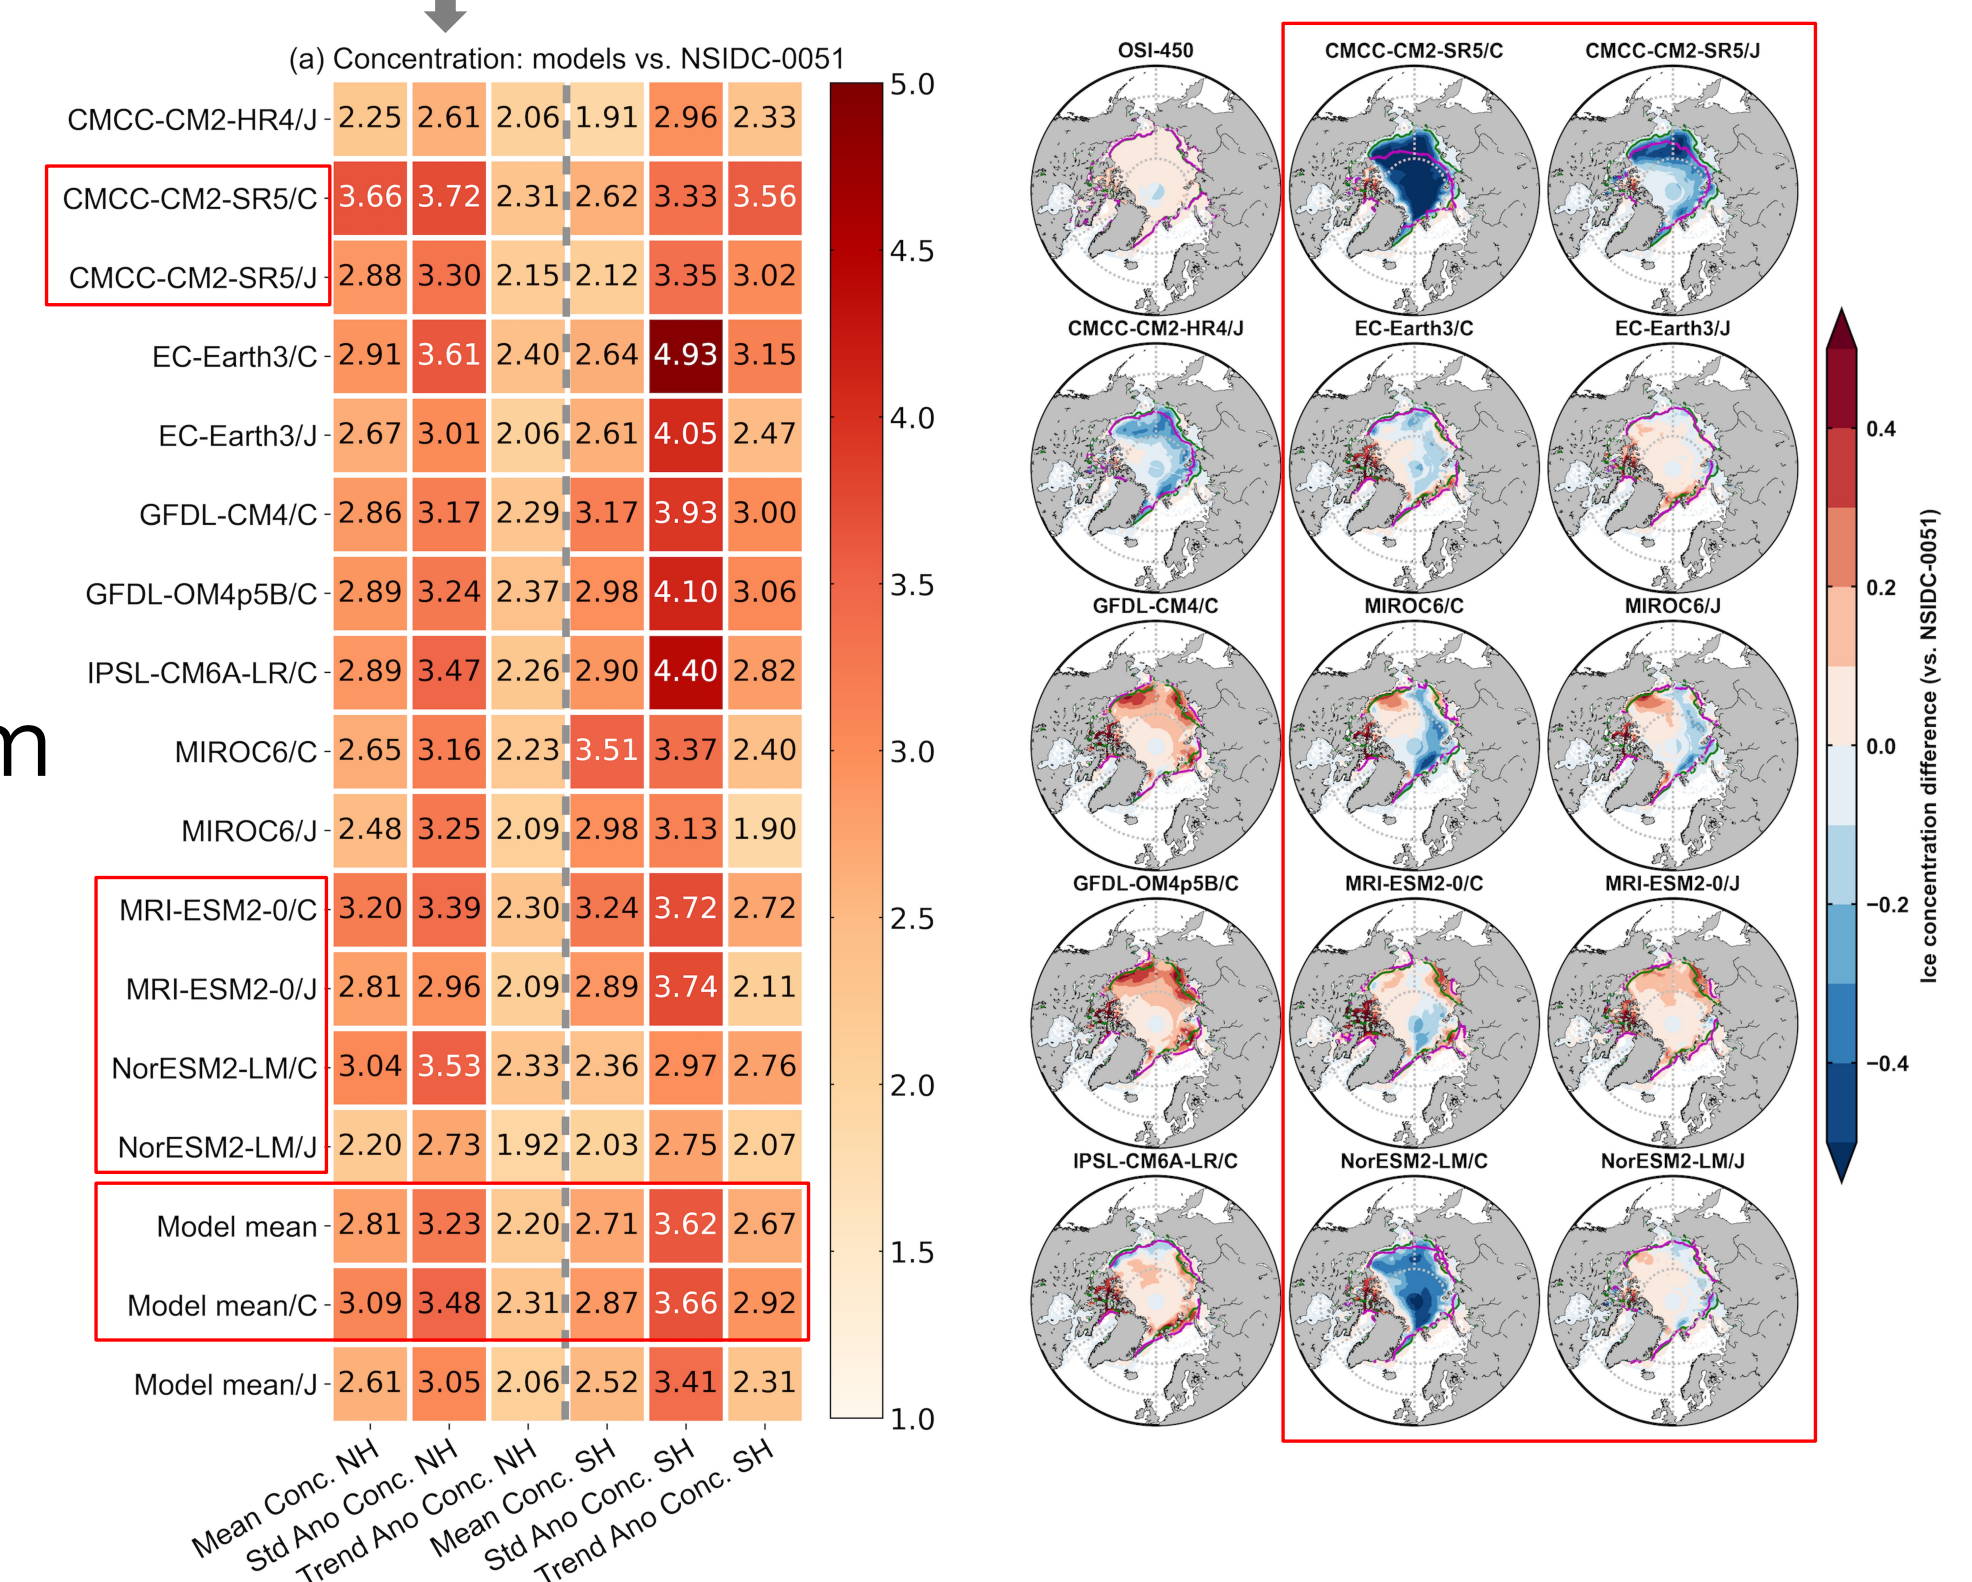 (a) Concentration: models vs. NSIDC-0051
CMCC-CM2-HR4/J 2.25 2.61 2.06 1.91 2.96 2.33
CMCC-CM2-SR5/C 3.66 3.72 2.31 2.62 3.33 3.56
CMCC-CM2-SR5/J 2.88 3.30 2.15 2.12 3.35 3.02
EC-Earth3/C 2.91 3.61 2.40 2.64 4.93 3.15
EC-Earth3/J 2.67 3.01 2.06 2.61 4.05 2.47
GFDL-CM4/C 2.86 3.17 2.29 3.17 3.93 3.00
GFDL-OM4p5B/C 2.89 3.24 2.37 2.98 4.10 3.06
IPSL-CM6A-LR/C 2.89 3.47 2.26 2.90 4.40 2.82
MIROC6/C 2.65 3.16 2.23 3.51 3.37 2.40
MIROC6/J 2.48 3.25 2.09 2.98 3.13 1.90
MRI-ESM2-0/C 3.20 3.39 2.30 3.24 3.72 2.72
MRI-ESM2-0/J 2.81 2.96 2.09 2.89 3.74 2.11
NorESM2-LM/C 3.04 3.53 2.33 2.36 2.97 2.76
NorESM2-LM/J 2.20 2.73 1.92 2.03 2.75 2.07
Model mean 2.81 3.23 2.20 2.71 3.62 2.67
Model mean/C 3.09 3.48 2.31 2.87 3.66 2.92
Model mean/J 2.61 3.05 2.06 2.52 3.41 2.31
Mean Conc. NH
Std Ano Conc. NH
Trend Ano Conc. NH
Mean Conc. SH
Std Ano Conc. SH
Trend Ano Conc. SH
5.0
4.5
4.0
3.5
3.0
2.5
2.0
1.5
1.0
m
OSI-450 CMCC-CM2-SR5/C CMCC-CM2-SR5/J
CMCC-CM2-HR4/J EC-Earth3/C EC-Earth3/J
GFDL-CM4/C MIROC6/C MIROC6/J
GFDL-OM4p5B/C MRI-ESM2-0/C MRI-ESM2-0/J
IPSL-CM6A-LR/C NorESM2-LM/C NorESM2-LM/J
0.4
0.2
0.0
−0.2
−0.4
Ice concentration difference (vs. NSIDC-0051)